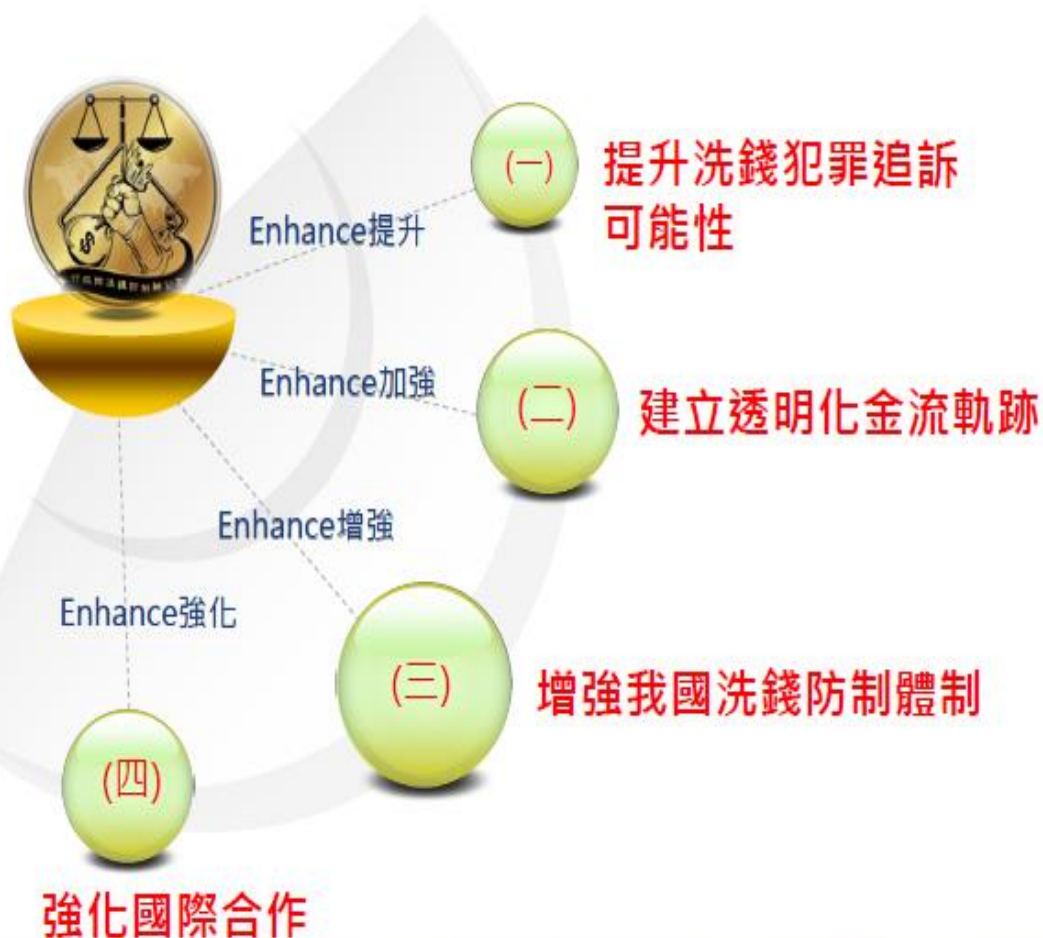 Enhance提升
(一)
提升洗錢犯罪追訴
可能性
Enhance加強
(二)
建立透明化金流軌跡
Enhance增強
(三)
增強我國洗錢防制體制
Enhance強化
(四)
強化國際合作